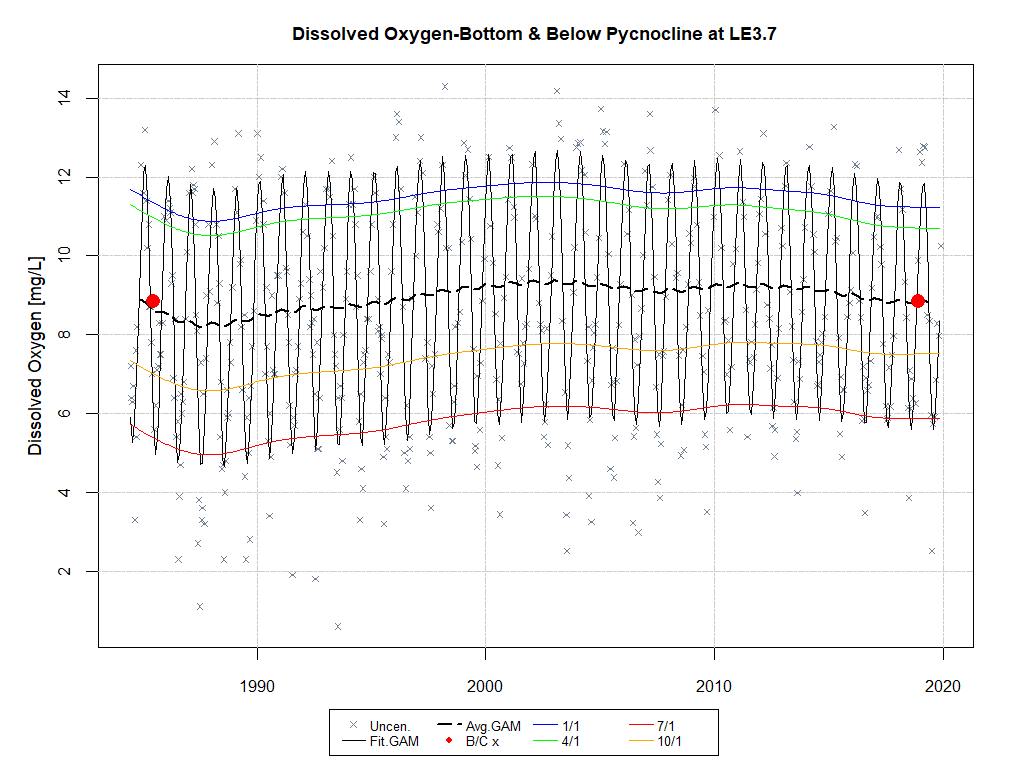 Dissolved Oxygen-Bottom & Below Pycnocline at LE3.7
Dissolved Oxygen [mg/L]
14
12
10
8
6
4
2
1990 2000 2010 2020
Uncen. Avg.GAM 1/1 7/1
Fit.GAM B/C x 4/1 10/1